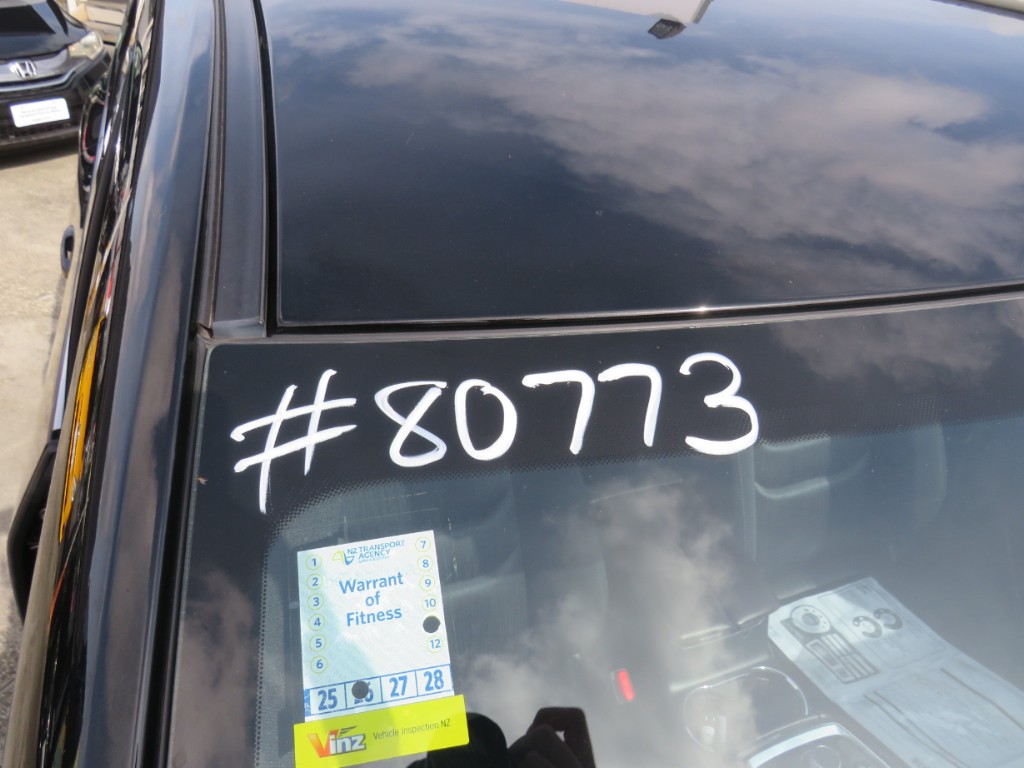 #80773
NZ TRANSPORT
AGENCY
Warrant
of
Fitness
1
2
3
4
5
6
7
8
9
10
12
25 26 27 28
Vinz Vehicle Inspection NZ